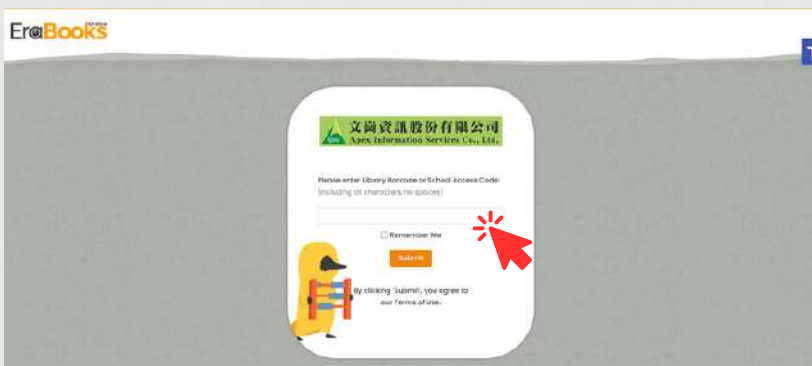 EraBooks
文崗資訊股份有限公司
Apex Information Services Co., Ltd.
Please enter Library Barcode or School Access Code:
(including all characters, no spaces)
Remember Me
Submit
By clicking 'Submit', you agree to
our Terms of Use.